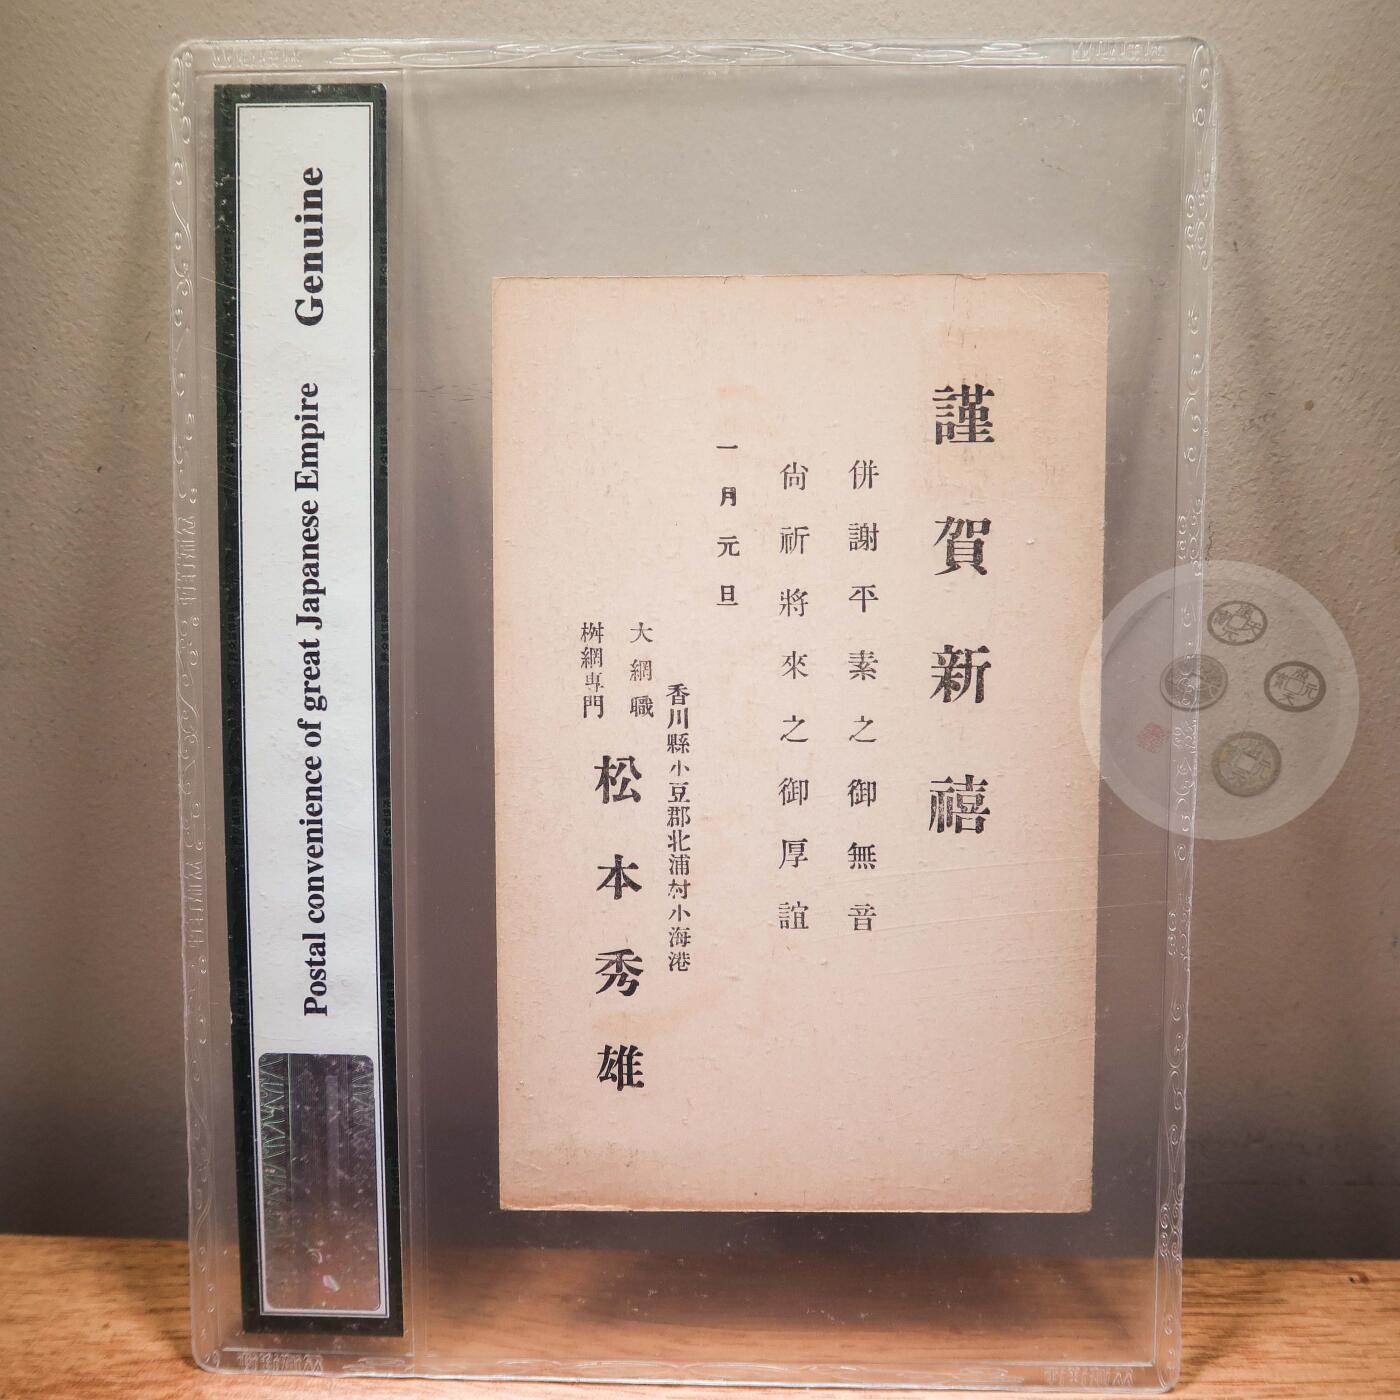 Postal convenience of great Japanese Empire Genuine
謹賀新禧
併謝平素之御無音
尙祈將來之御厚誼
一月元旦
香川縣小豆郡北浦村小海港
大網職
桝網專門
松本秀雄